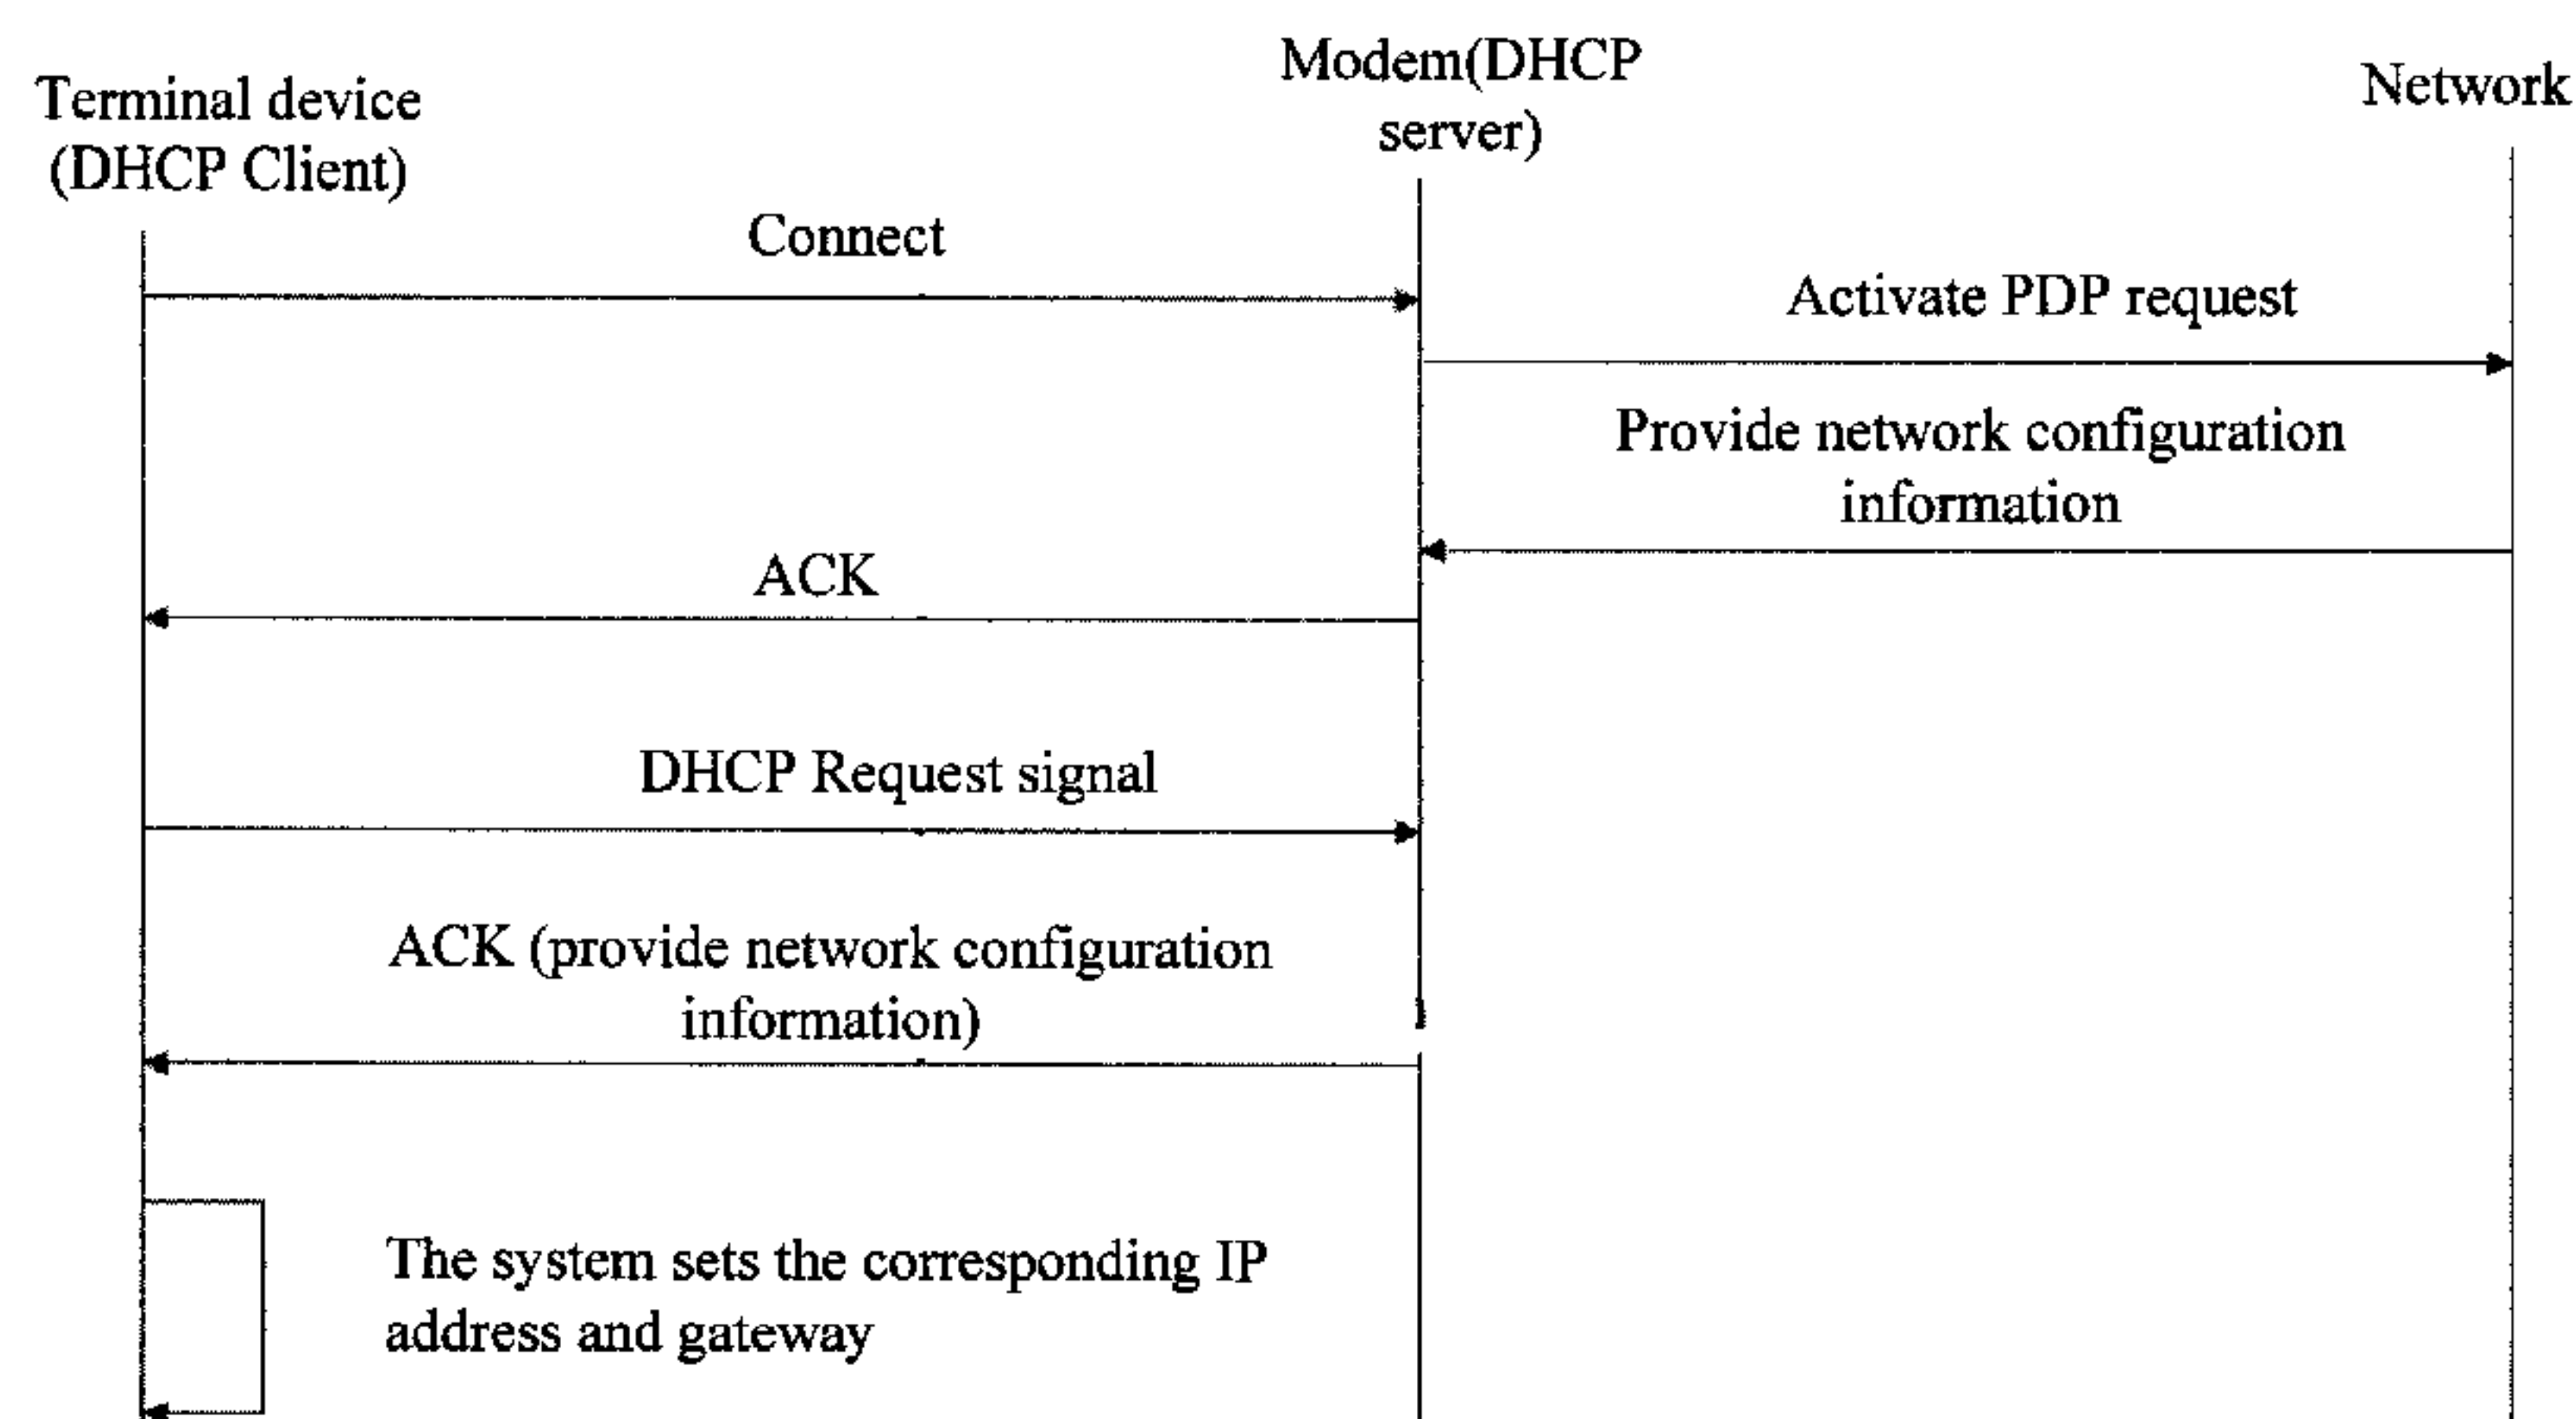 Terminal device
(DHCP Client)
Modem(DHCP
server)
Network
Connect
Activate PDP request
Provide network configuration
information
ACK
DHCP Request signal
ACK (provide network configuration
information)
The system sets the corresponding IP
address and gateway